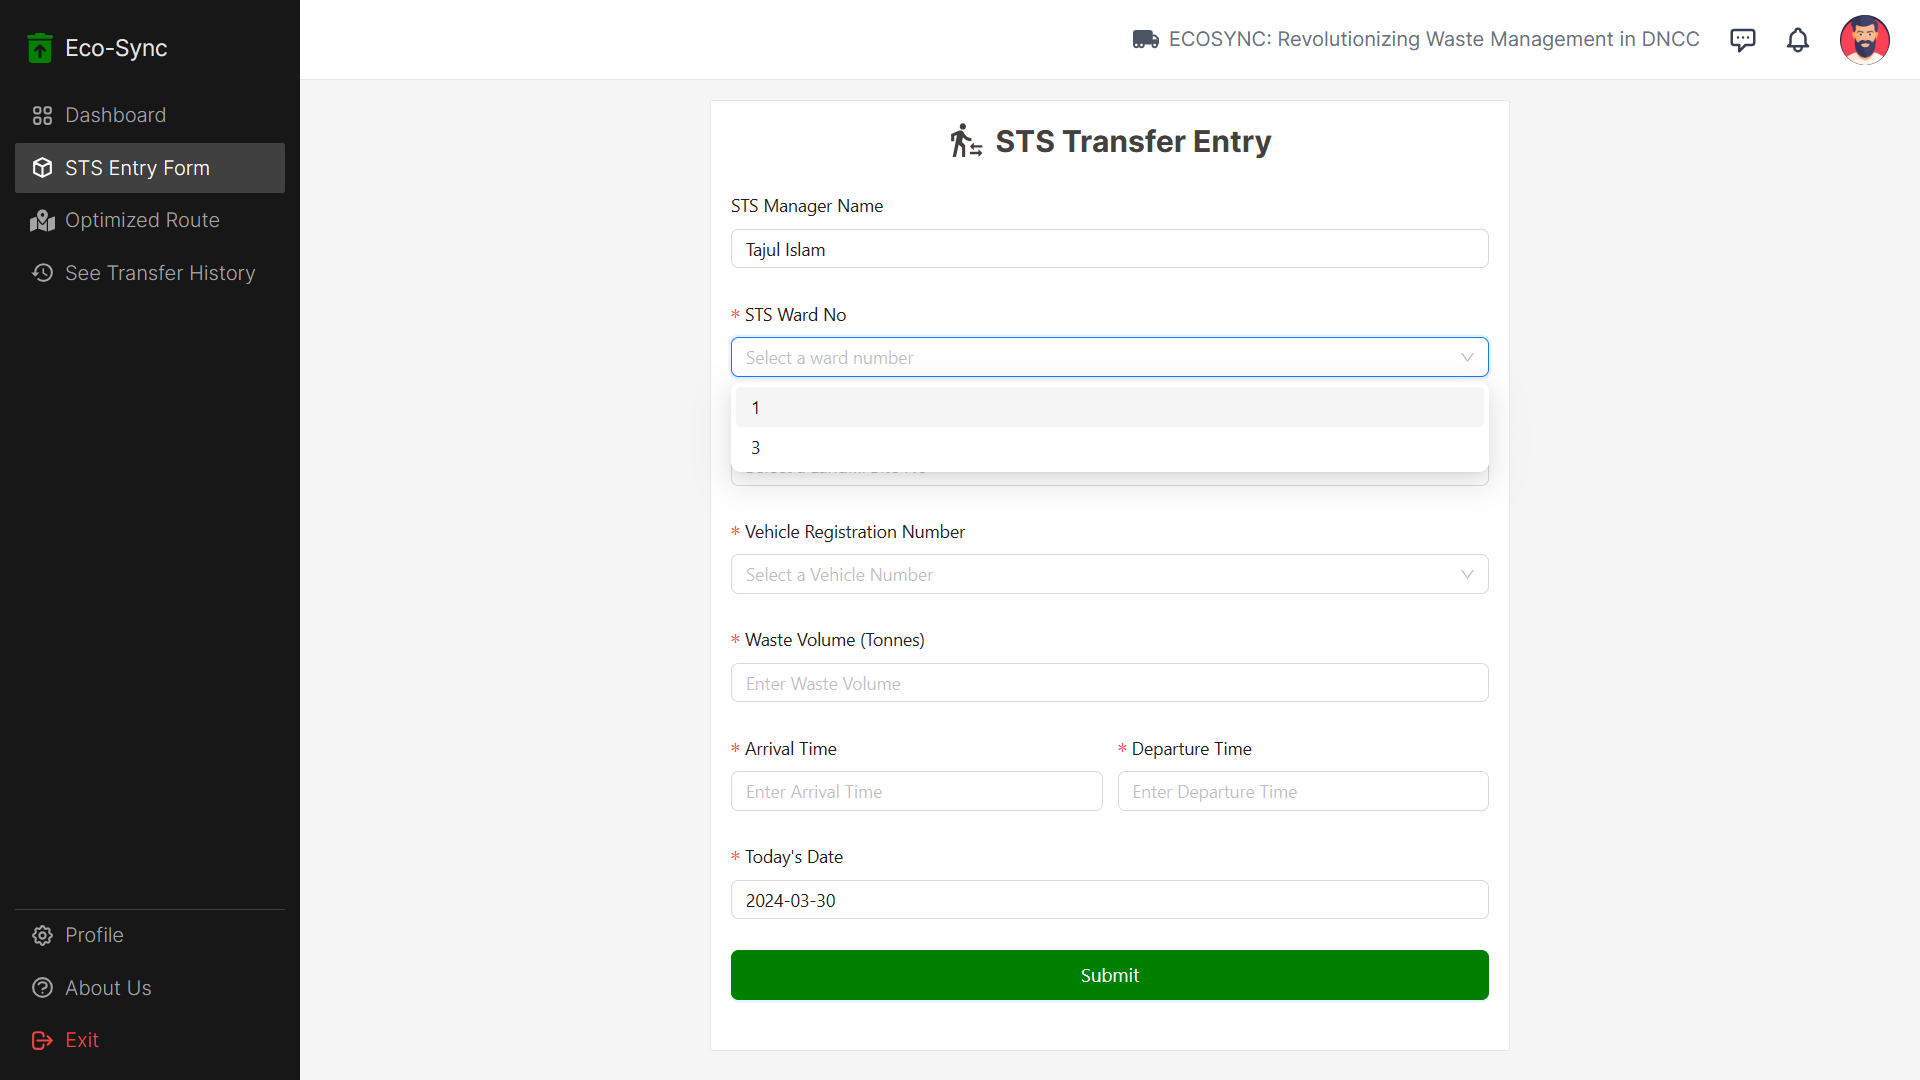 Eco-Sync
ECOSYNC: Revolutionizing Waste Management in DNCC
Dashboard
STS Entry Form
Optimized Route
See Transfer History
Profile
About Us
Exit
STS Transfer Entry
STS Manager Name
Tajul Islam
* STS Ward No
Select a ward number
1
3
* Vehicle Registration Number
Select a Vehicle Number
* Waste Volume (Tonnes)
Enter Waste Volume
* Arrival Time
Enter Arrival Time
* Departure Time
Enter Departure Time
* Today's Date
2024-03-30
Submit